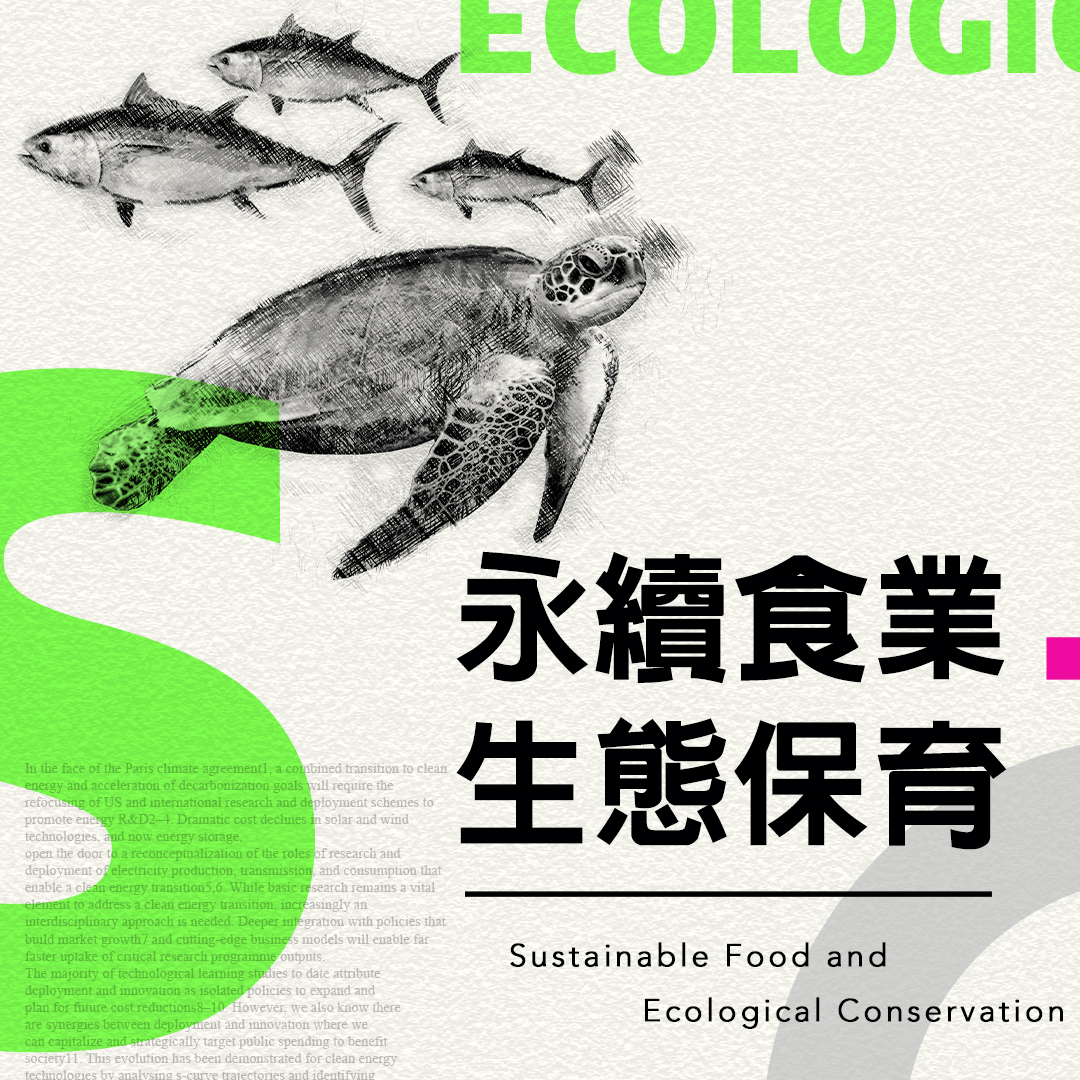 ECOLOGIC
S
永續食業
生態保育
Sustainable Food and
Ecological Conservation
In the face of the Paris climate agreement1, a combined transition to clean
energy and acceleration of decarbonization goals will require the
refocusing of US and international research and deployment schemes to
promote energy R&D2–4. Dramatic cost declines in solar and wind
technologies, and now energy storage,
open the door to a reconceptualization of the roles of research and
deployment of electricity production, transmission, and consumption that
enable a clean energy transition5,6. While basic research remains a vital
element to address a clean energy transition, increasingly an
interdisciplinary approach is needed. Deeper integration with policies that
build market growth7 and cutting-edge business models will enable far
faster uptake of critical research programme outputs.
The majority of technological learning studies to date attribute
deployment and innovation as isolated policies to expand and
plan for future cost reductions8–10. However, we also know there
are synergies between deployment and innovation where we
can capitalize and strategically target public spending to benefit
society11. This evolution has been demonstrated for clean energy
technologies by analysing s-curve trajectories and identifying